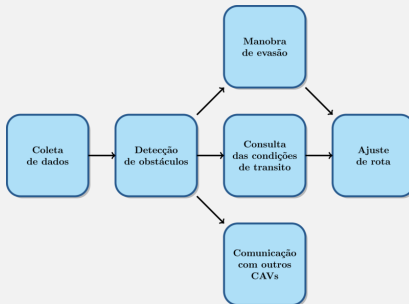 Manobra
de evasão
Coleta
de dados
Detecção
de obstáculos
Consulta
das condições
de transito
Ajuste
de rota
Comunicação
com outros
CAVs